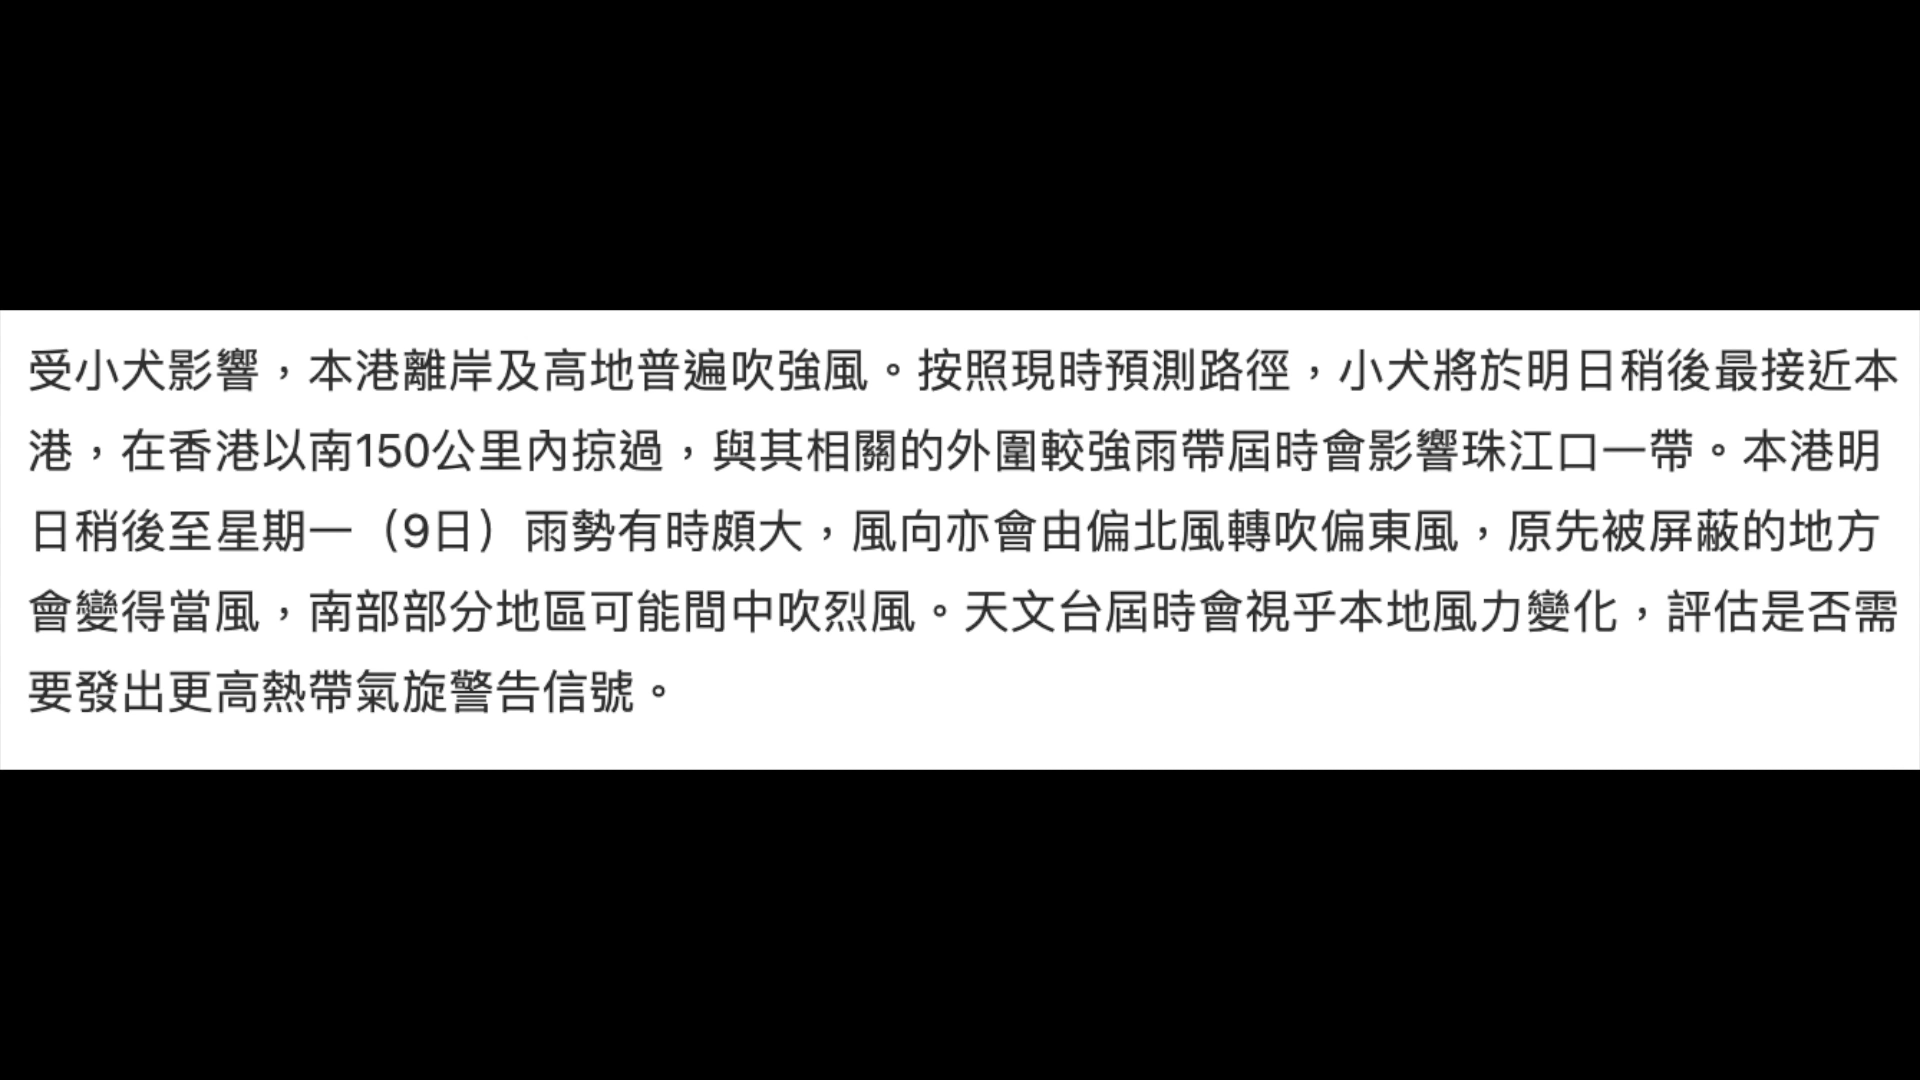 受小犬影響，本港離岸及高地普遍吹強風。按照現時預測路徑，小犬將於明日稍後最接近本
港，在香港以南150公里內掠過，與其相關的外圍較強雨帶屆時會影響珠江口一帶。本港明
日稍後至星期一（9日）雨勢有時頗大，風向亦會由偏北風轉吹偏東風，原先被屏蔽的地方
會變得當風，南部部分地區可能間中吹烈風。天文台屆時會視乎本地風力變化，評估是否需
要發出更高熱帶氣旋警告信號。